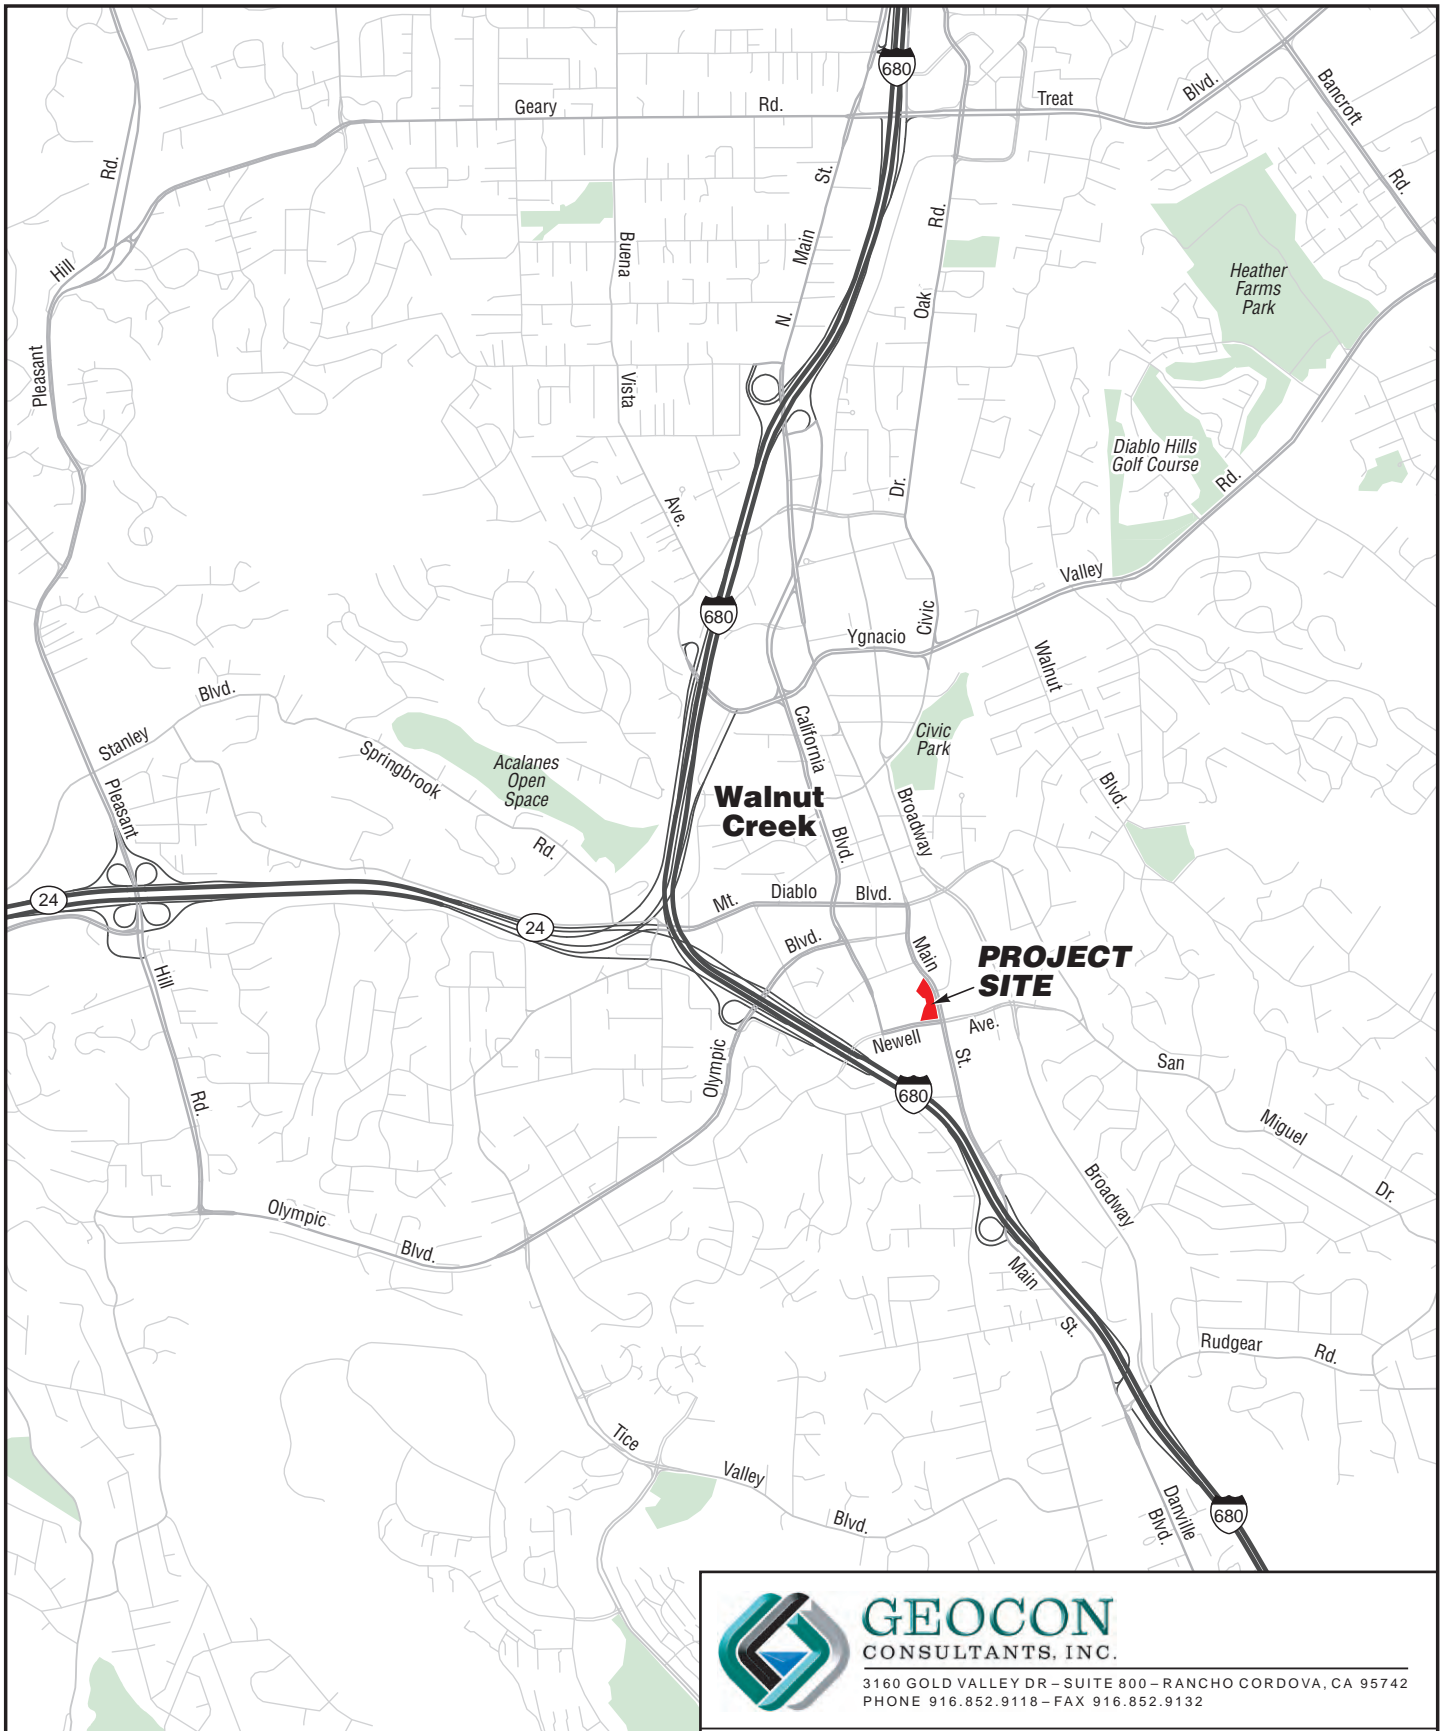 680
Geary
Rd.
Treat
Blvd.
Bancroft
Rd.
Rd.
St.
Main
N.
Rd.
Oak
Buena
Vista
Ave.
Hill
Pleasant
Heather
Farms
Park
Diablo Hills
Golf Course
Rd.
Valley
Dr.
Civic
Ygnacio
680
Walnut
Blvd.
Blvd.
Stanley
Springbrook
Rd.
Acalanes
Open
Space
California
Blvd.
Civic
Park
Broadway
Walnut
Creek
Pleasant
24
24
Mt.
Diablo
Blvd.
Blvd.
Main
PROJECT
SITE
Newell
Ave.
St.
Hill
Rd.
Olympic
680
San
Miguel
Dr.
Olympic
Blvd.
Broadway
Main
St.
Rudgear
Rd.
Tice
Valley
Blvd.
Danville
Blvd.
680
GEOCON
CONSULTANTS, INC.
3160 GOLD VALLEY DR – SUITE 800 – RANCHO CORDOVA, CA 95742
PHONE 916.852.9118 – FAX 916.852.9132